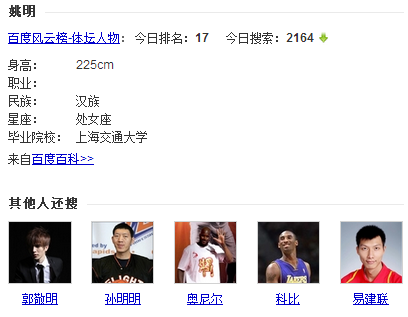 姚明
百度风云榜-体坛人物： 今日排名：17 今日搜索：2164
身高： 225cm
职业：
民族： 汉族
星座： 处女座
毕业院校： 上海交通大学
来自百度百科>>
其他人还搜
郭敬明 孙明明 奥尼尔 科比 易建联